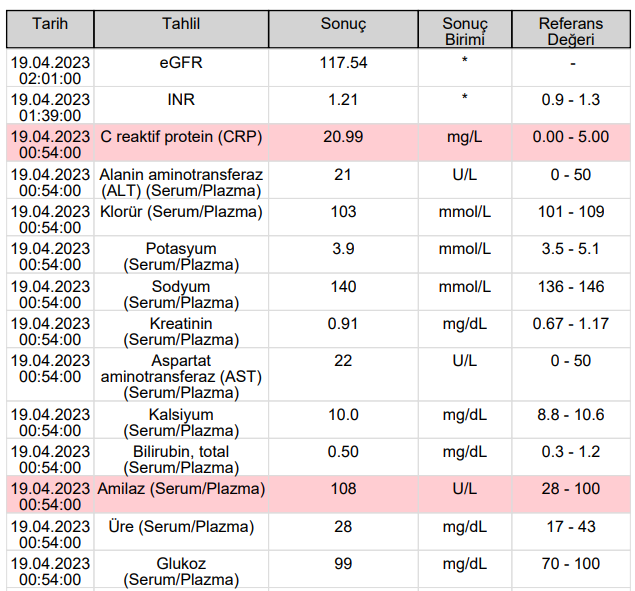 Tarih Tahlil Sonuç Sonuç Birimi Referans Değeri
19.04.2023 02:01:00 eGFR 117.54 * -
19.04.2023 01:39:00 INR 1.21 * 0.9 - 1.3
19.04.2023 00:54:00 C reaktif protein (CRP) 20.99 mg/L 0.00 - 5.00
19.04.2023 00:54:00 Alanin aminotransferaz (ALT) (Serum/Plazma) 21 U/L 0 - 50
19.04.2023 00:54:00 Klorür (Serum/Plazma) 103 mmol/L 101 - 109
19.04.2023 00:54:00 Potasyum (Serum/Plazma) 3.9 mmol/L 3.5 - 5.1
19.04.2023 00:54:00 Sodyum (Serum/Plazma) 140 mmol/L 136 - 146
19.04.2023 00:54:00 Kreatinin (Serum/Plazma) 0.91 mg/dL 0.67 - 1.17
19.04.2023 00:54:00 Aspartat aminotransferaz (AST) (Serum/Plazma) 22 U/L 0 - 50
19.04.2023 00:54:00 Kalsiyum (Serum/Plazma) 10.0 mg/dL 8.8 - 10.6
19.04.2023 00:54:00 Bilirubin, total (Serum/Plazma) 0.50 mg/dL 0.3 - 1.2
19.04.2023 00:54:00 Amilaz (Serum/Plazma) 108 U/L 28 - 100
19.04.2023 00:54:00 Üre (Serum/Plazma) 28 mg/dL 17 - 43
19.04.2023 00:54:00 Glukoz (Serum/Plazma) 99 mg/dL 70 - 100